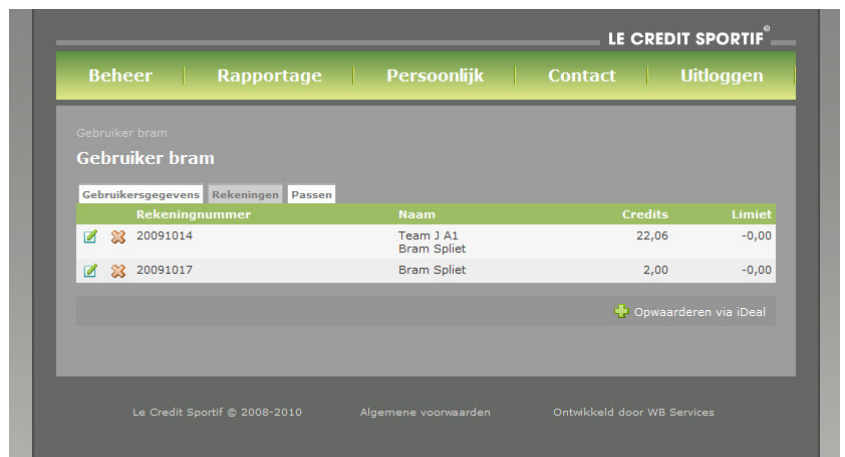 LE CREDIT SPORTIF©
Beheer Rapportage Persoonlijk Contact Uitloggen
Gebruiker bram
Gebruiker bram
Gebruikersgegevens Rekeningen Passen
Rekeningnummer Naam Credits Limiet
20091014 Team J A1 22,06 -0,00
Bram Spliet
20091017 Bram Spliet 2,00 -0,00
Opwaarderen via iDeal
Le Credit Sportif © 2008-2010 Algemene voorwaarden Ontwikkeld door WB Services